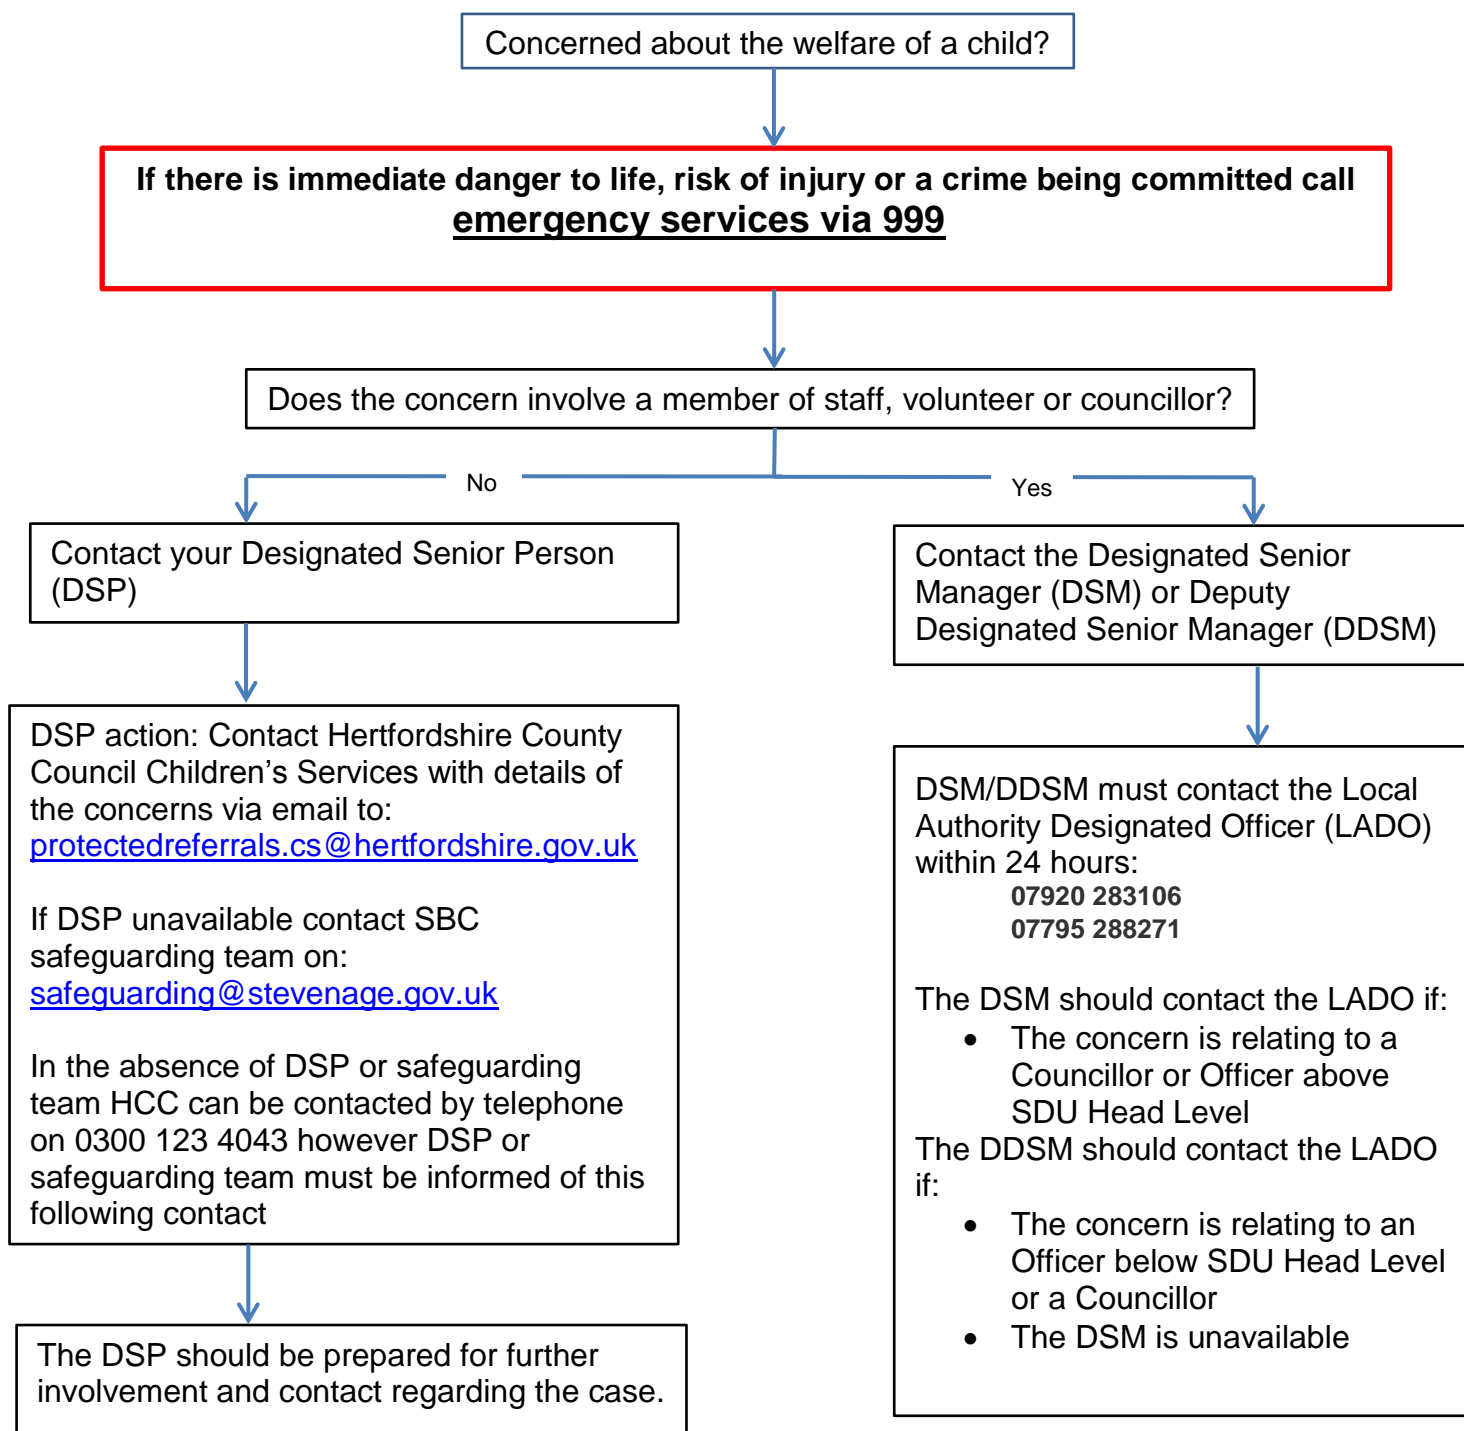 Concerned about the welfare of a child?
If there is immediate danger to life, risk of injury or a crime being committed call
emergency services via 999
Does the concern involve a member of staff, volunteer or councillor?
No
Yes
Contact your Designated Senior Person
(DSP)
DSP action: Contact Hertfordshire County
Council Children’s Services with details of
the concerns via email to:
protectedreferrals.cs@hertfordshire.gov.uk
If DSP unavailable contact SBC
safeguarding team on:
safeguarding@stevenage.gov.uk
In the absence of DSP or safeguarding
team HCC can be contacted by telephone
on 0300 123 4043 however DSP or
safeguarding team must be informed of this
following contact
The DSP should be prepared for further
involvement and contact regarding the case.
Contact the Designated Senior
Manager (DSM) or Deputy
Designated Senior Manager (DDSM)
DSM/DDSM must contact the Local
Authority Designated Officer (LADO)
within 24 hours:
07920 283106
07795 288271
The DSM should contact the LADO if:
• The concern is relating to a
Councillor or Officer above
SDU Head Level
The DDSM should contact the LADO
if:
• The concern is relating to an
Officer below SDU Head Level
or a Councillor
• The DSM is unavailable